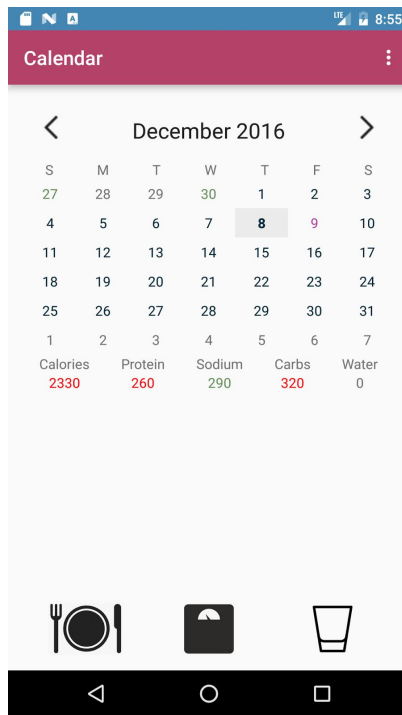 LTE 8:55
Calendar
December 2016
S M T W T F S
27 28 29 30 1 2 3
4 5 6 7 8 9 10
11 12 13 14 15 16 17
18 19 20 21 22 23 24
25 26 27 28 29 30 31
1 2 3 4 5 6 7
Calories Protein Sodium Carbs Water
2330 260 290 320 0